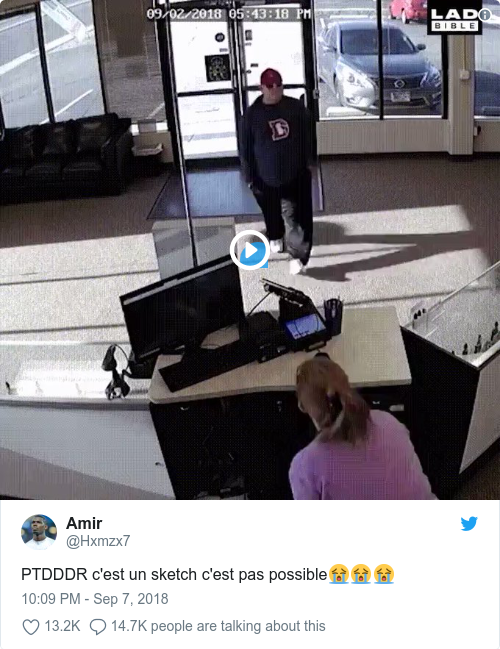 09/02/2018 05:43:18 PM
LAD
BIBLE
Amir
@Hxmzx7
PTDDDR c'est un sketch c'est pas possible😭😭😭
10:09 PM - Sep 7, 2018
13.2K 14.7K people are talking about this